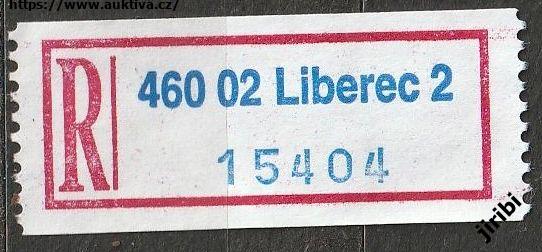 https://www.auktiva.cz/
R
460 02 Liberec 2
15404
jiribi